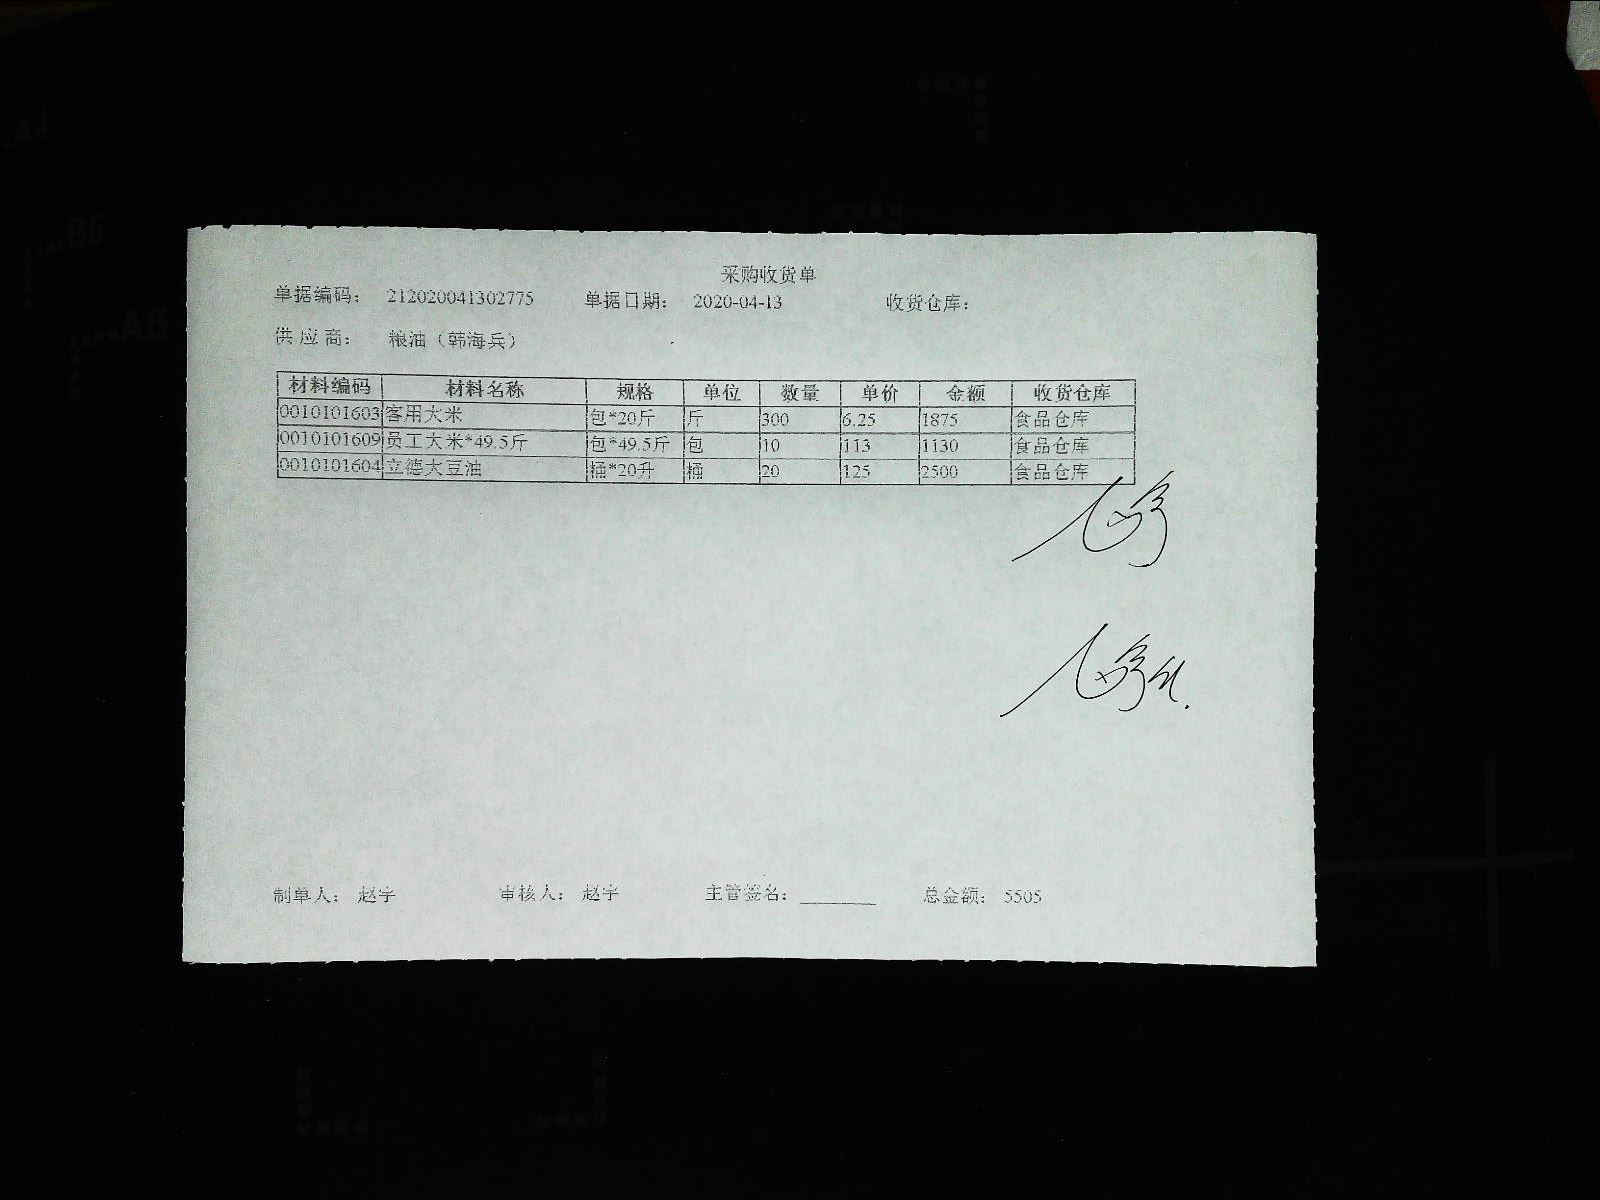 采购收货单
单据编码： 212020041302775 单据日期： 2020-04-13 收货仓库：
供 应 商： 粮油（韩海兵）
材料编码 材料名称 规格 单位 数量 单价 金额 收货仓库
0010101603 客用大米 包*20斤 斤 300 6.25 1875 食品仓库
0010101609 员工大米*49.5斤 包*49.5斤 包 10 113 1130 食品仓库
0010101604 立德大豆油 桶*20升 桶 20 125 2500 食品仓库
制单人： 赵宇 审核人： 赵宇 主管签名：________ 总金额： 5505
A4
B5
A5